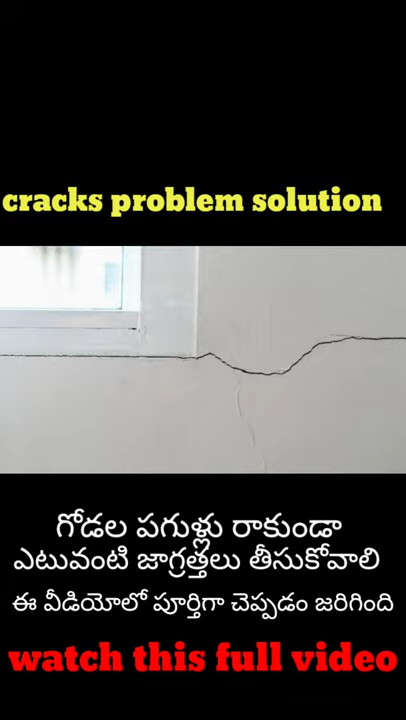 cracks problem solution
గోడల పగుళ్లు రాకుండా
ఎటువంటి జాగ్రత్తలు తీసుకోవాలి
ఈ వీడియోలో పూర్తిగా చెప్పడం జరిగింది
watch this full video